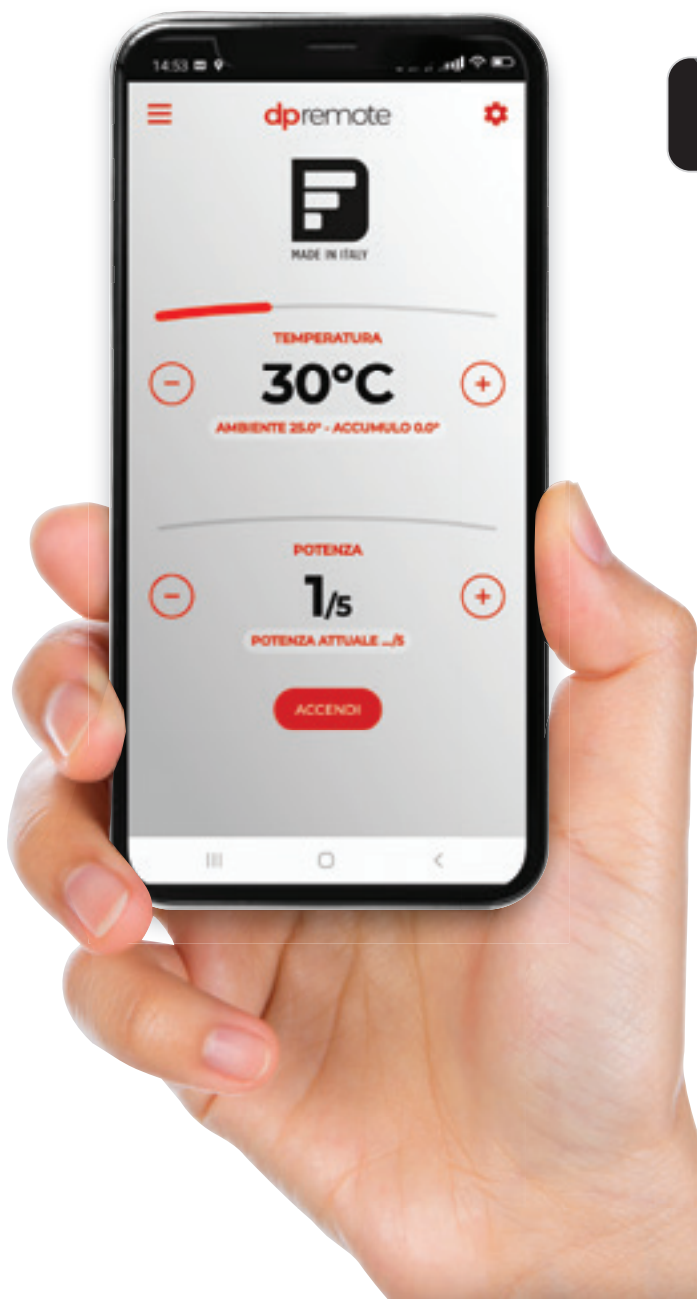 14:53
dpremote
MADE IN ITALY
TEMPERATURA
30°C
AMBIENTE 25.0° - ACCUMULO 0.0°
POTENZA
1/5
POTENZA ATTUALE .../5
ACCENDI